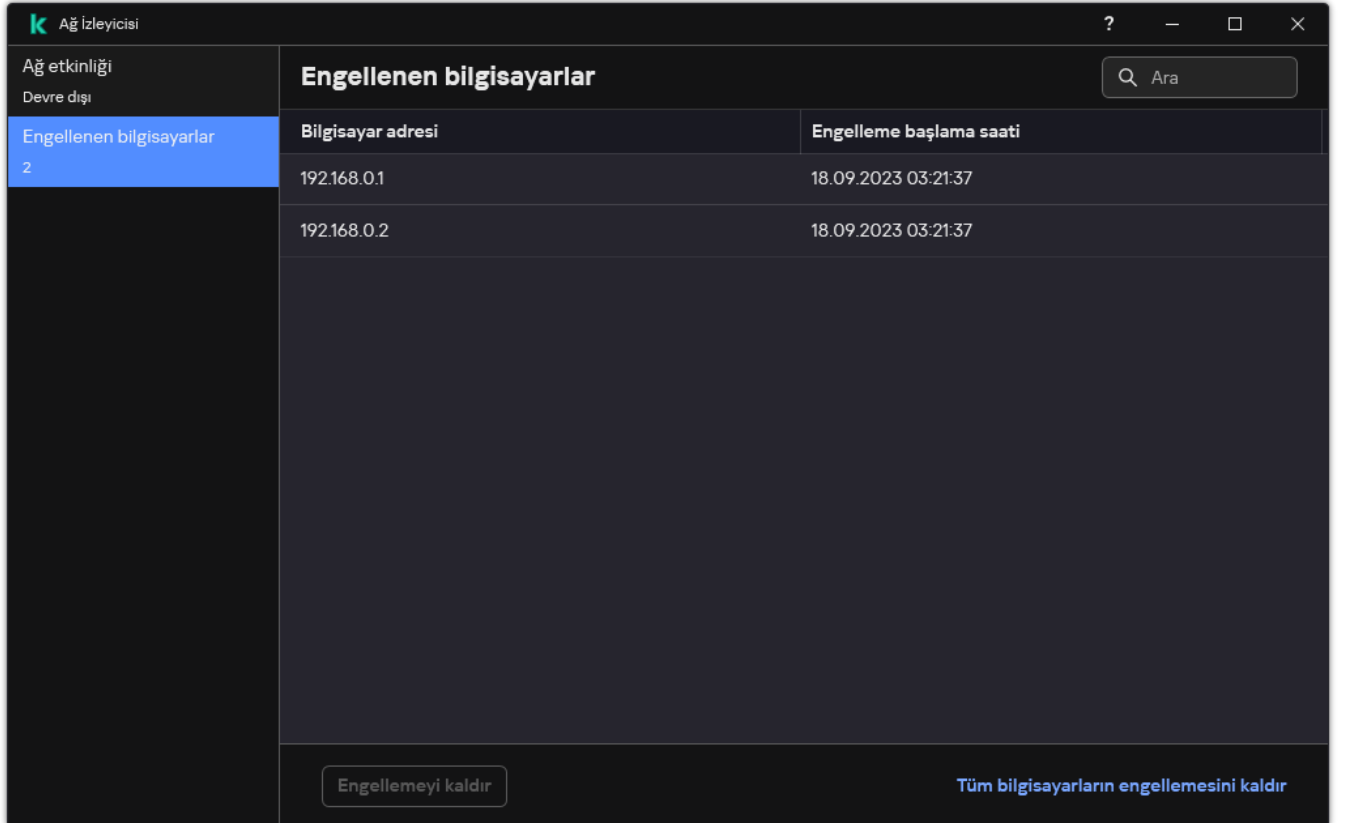 Ağ İzleyicisi
?
Ağ etkinliği
Devre dışı
Engellenen bilgisayarlar
2
Engellenen bilgisayarlar
Ara
Bilgisayar adresi Engelleme başlama saati
192.168.0.1 18.09.2023 03:21:37
192.168.0.2 18.09.2023 03:21:37
Engellemeyi kaldır Tüm bilgisayarların engellemesini kaldır